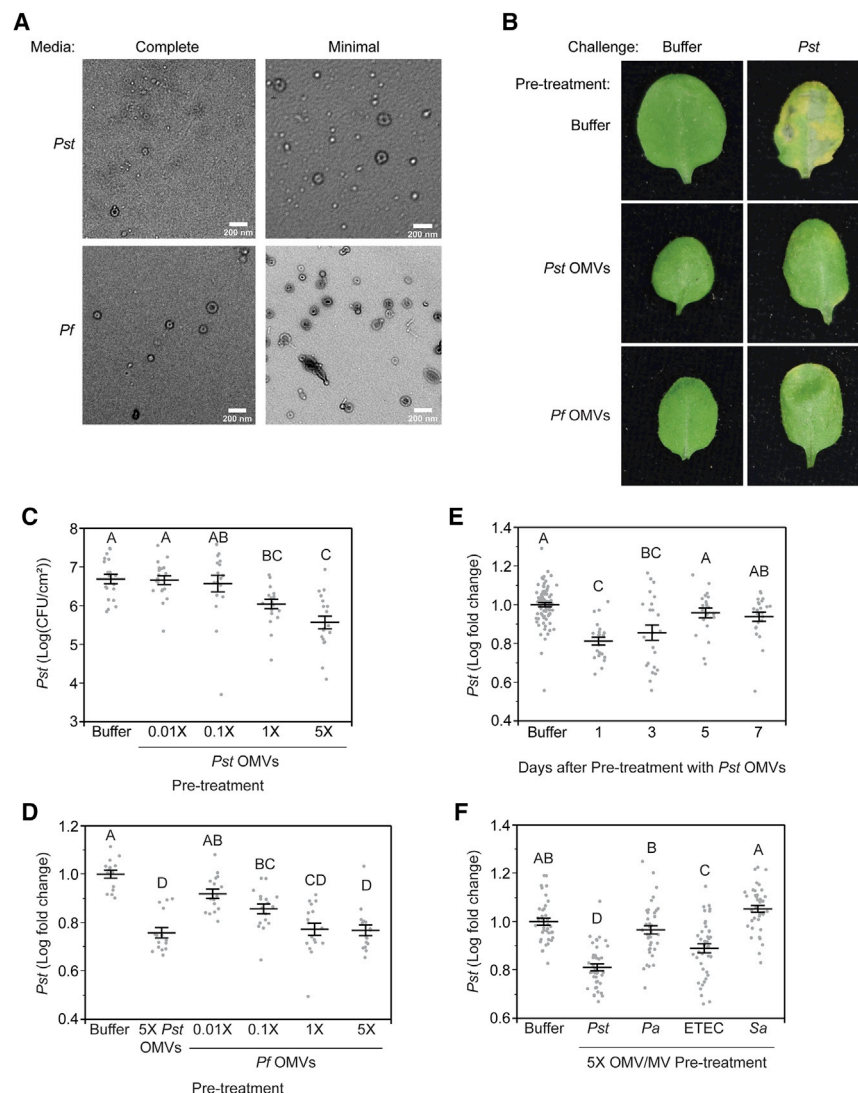 A
Media: Complete Minimal
Pst
200 nm 200 nm
Pf
200 nm 200 nm
B
Challenge: Buffer Pst
Pre-treatment:
Buffer
Pst OMVs
Pf OMVs
C
Pst (Log(CFU/cm²))
8
7
6
5
4
3
A A AB BC C
Buffer 0.01X 0.1X 1X 5X
Pst OMVs
Pre-treatment
D
Pst (Log fold change)
1.2
1.0
0.8
0.6
0.4
A D AB BC CD D
Buffer 5X Pst 0.01X 0.1X 1X 5X
OMVs Pf OMVs
Pre-treatment
E
Pst (Log fold change)
1.4
1.2
1.0
0.8
0.6
0.4
A C BC A AB
Buffer 1 3 5 7
Days after Pre-treatment with Pst OMVs
F
Pst (Log fold change)
1.4
1.2
1.0
0.8
0.6
AB D B C A
Buffer Pst Pa ETEC Sa
5X OMV/MV Pre-treatment